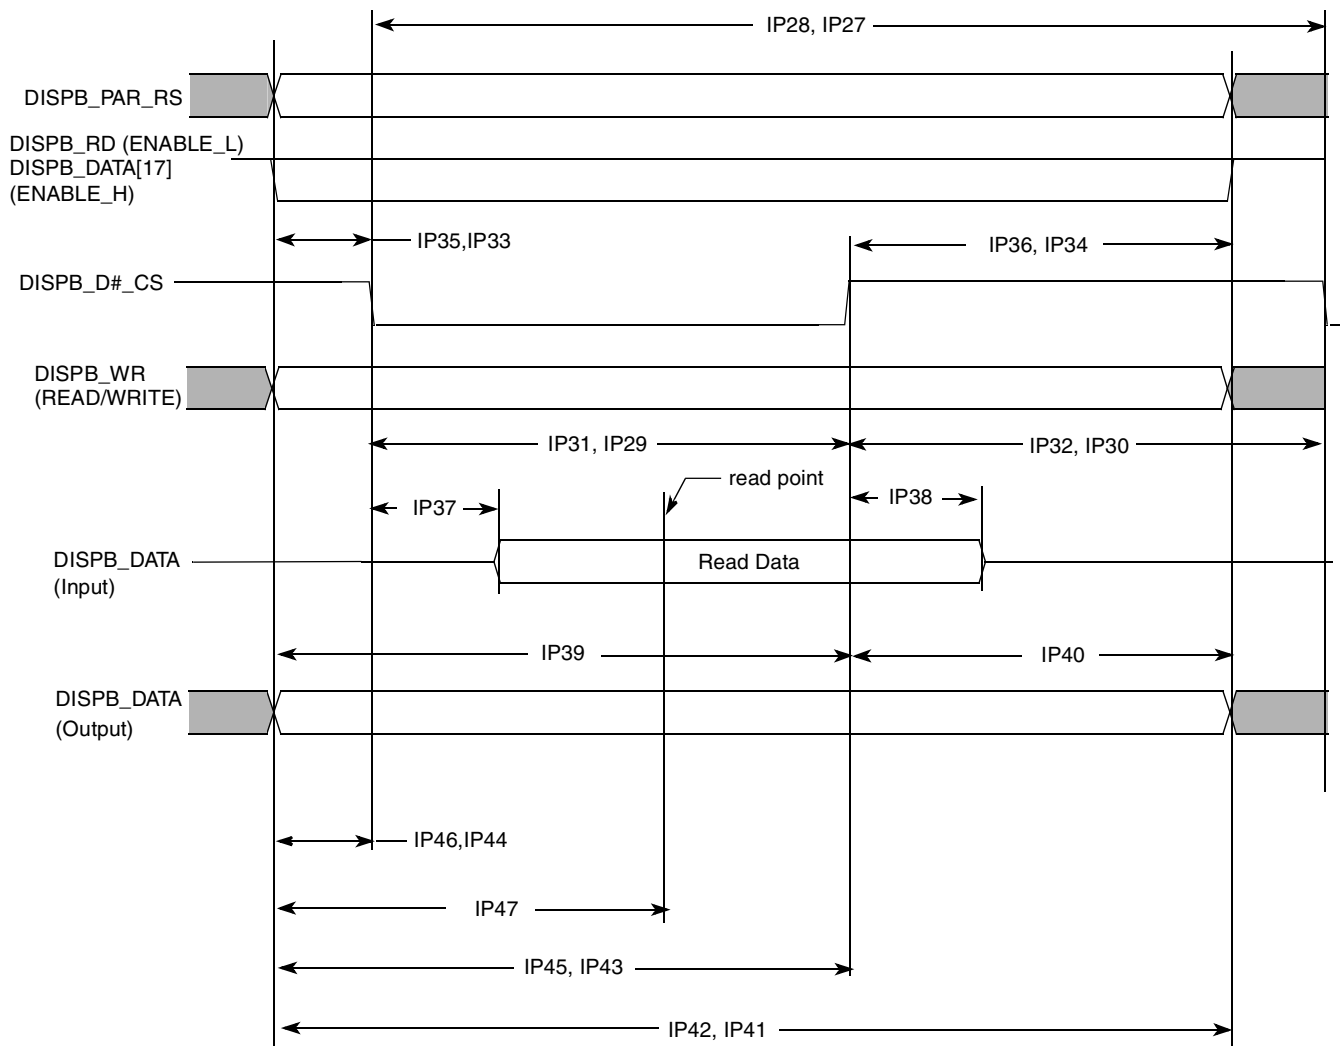 IP28, IP27
DISPB_PAR_RS
DISPB_RD (ENABLE_L)
DISPB_DATA[17]
(ENABLE_H)
IP35,IP33
IP36, IP34
DISPB_D#_CS
DISPB_WR
(READ/WRITE)
IP31, IP29
IP32, IP30
read point
IP37
IP38
DISPB_DATA
(Input)
Read Data
IP39
IP40
DISPB_DATA
(Output)
IP46,IP44
IP47
IP45, IP43
IP42, IP41